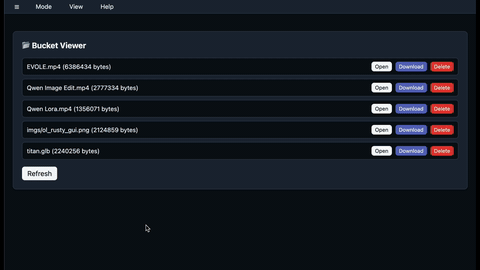 ≡ Mode View Help
📂 Bucket Viewer
EVOLE.mp4 (6386434 bytes) Open Download Delete
Qwen Image Edit.mp4 (2777334 bytes) Open Download Delete
Qwen Lora.mp4 (1356071 bytes) Open Download Delete
imgs/ol_rusty_gui.png (2124859 bytes) Open Download Delete
titan.glb (2240256 bytes) Open Download Delete
Refresh